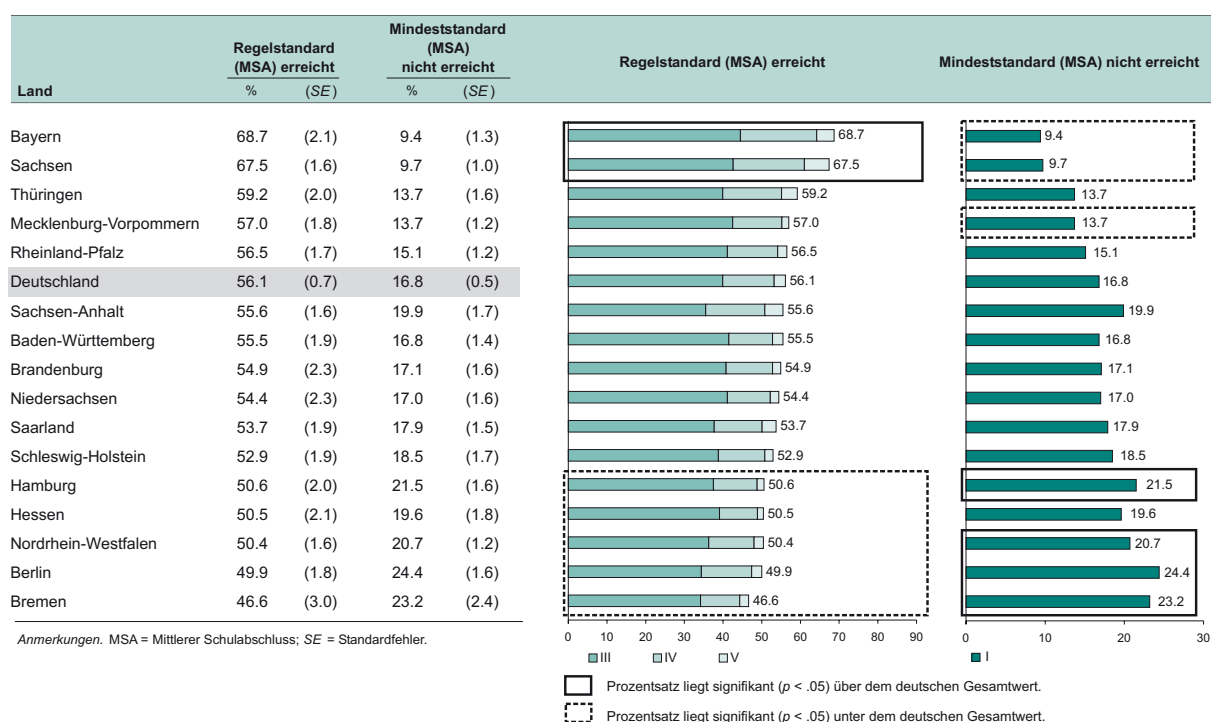 Land
Regelstandard
(MSA) erreicht
% (SE)
Mindeststandard
(MSA)
nicht erreicht
% (SE)
Regelstandard (MSA) erreicht
Mindeststandard (MSA) nicht erreicht
Bayern 68.7 (2.1) 9.4 (1.3) 68.7 9.4
Sachsen 67.5 (1.6) 9.7 (1.0) 67.5 9.7
Thüringen 59.2 (2.0) 13.7 (1.6) 59.2 13.7
Mecklenburg-Vorpommern 57.0 (1.8) 13.7 (1.2) 57.0 13.7
Rheinland-Pfalz 56.5 (1.7) 15.1 (1.2) 56.5 15.1
Deutschland 56.1 (0.7) 16.8 (0.5) 56.1 16.8
Sachsen-Anhalt 55.6 (1.6) 19.9 (1.7) 55.6 19.9
Baden-Württemberg 55.5 (1.9) 16.8 (1.4) 55.5 16.8
Brandenburg 54.9 (2.3) 17.1 (1.6) 54.9 17.1
Niedersachsen 54.4 (2.3) 17.0 (1.6) 54.4 17.0
Saarland 53.7 (1.9) 17.9 (1.5) 53.7 17.9
Schleswig-Holstein 52.9 (1.9) 18.5 (1.7) 52.9 18.5
Hamburg 50.6 (2.0) 21.5 (1.6) 50.6 21.5
Hessen 50.5 (2.1) 19.6 (1.8) 50.5 19.6
Nordrhein-Westfalen 50.4 (1.6) 20.7 (1.2) 50.4 20.7
Berlin 49.9 (1.8) 24.4 (1.6) 49.9 24.4
Bremen 46.6 (3.0) 23.2 (2.4) 46.6 23.2
0 10 20 30 40 50 60 70 80 90
0 10 20 30
III IV V
I
Anmerkungen. MSA = Mittlerer Schulabschluss; SE = Standardfehler.
Prozentsatz liegt signifikant (p < .05) über dem deutschen Gesamtwert.
Prozentsatz liegt signifikant (p < .05) unter dem deutschen Gesamtwert.